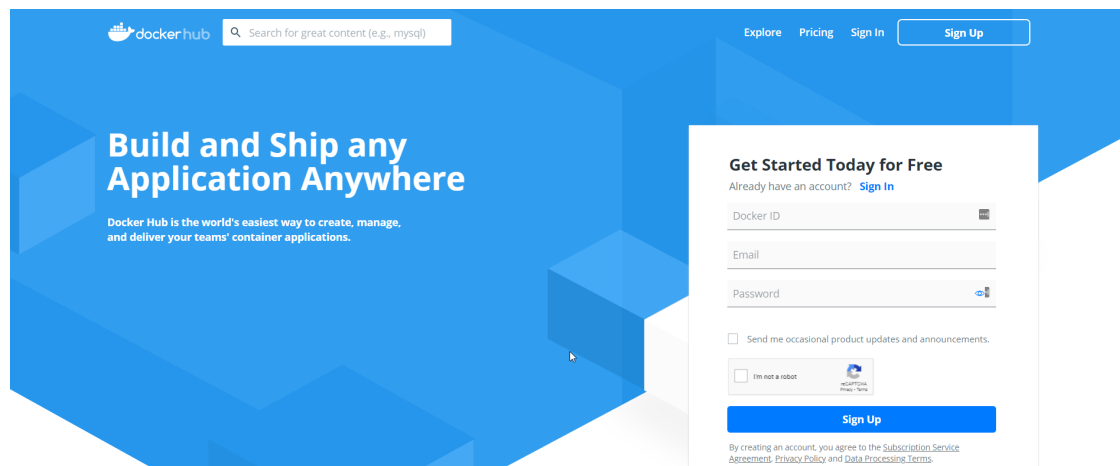 dockerhub
Search for great content (e.g., mysql)
Explore
Pricing
Sign In
Sign Up
Build and Ship any
Application Anywhere
Docker Hub is the world's easiest way to create, manage,
and deliver your teams' container applications.
Get Started Today for Free
Already have an account? Sign In
Docker ID
Email
Password
Send me occasional product updates and announcements.
I'm not a robot
reCAPTCHA
Privacy - Terms
Sign Up
By creating an account, you agree to the Subscription Service
Agreement, Privacy Policy and Data Processing Terms.